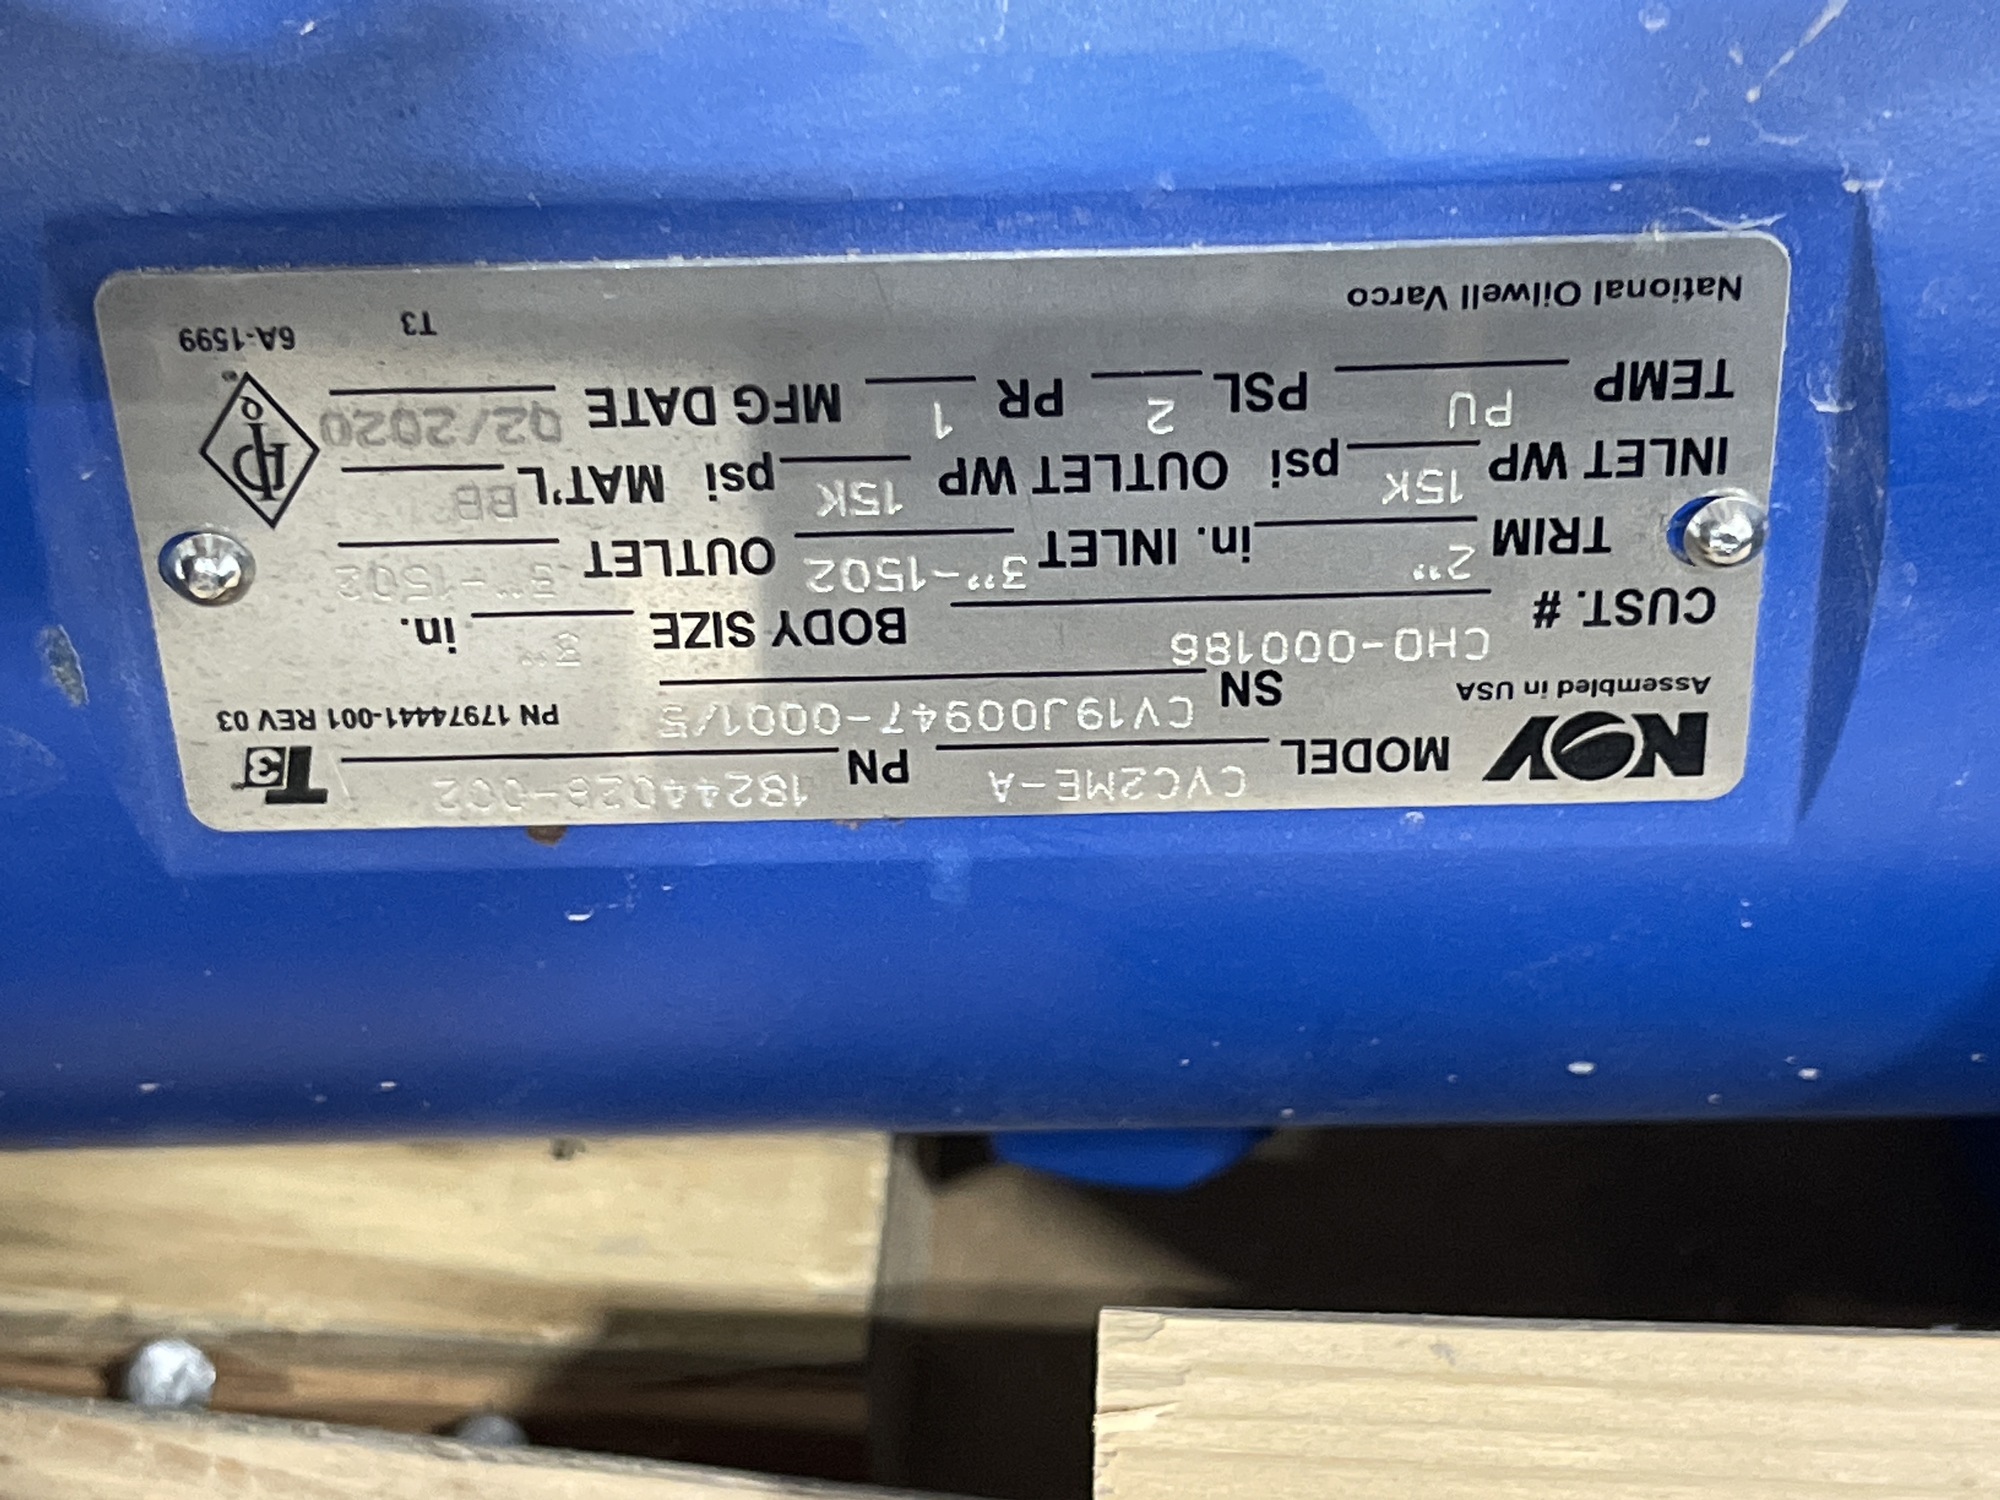 NOV MODEL CVC2ME-A PN 18244028-002 T3
Assembled in USA SN CV19J00947-0001/5 PN 17974441-001 REV 03
CUST. # CHO-000186 BODY SIZE 3" in.
TRIM 2" in. INLET 3"-1502 OUTLET 3"-1502
INLET WP 15K psi OUTLET WP 15K psi MAT'L BB
TEMP PU PSL 2 PR 1 MFG DATE 02/2020
National Oilwell Varco T3 6A-1599